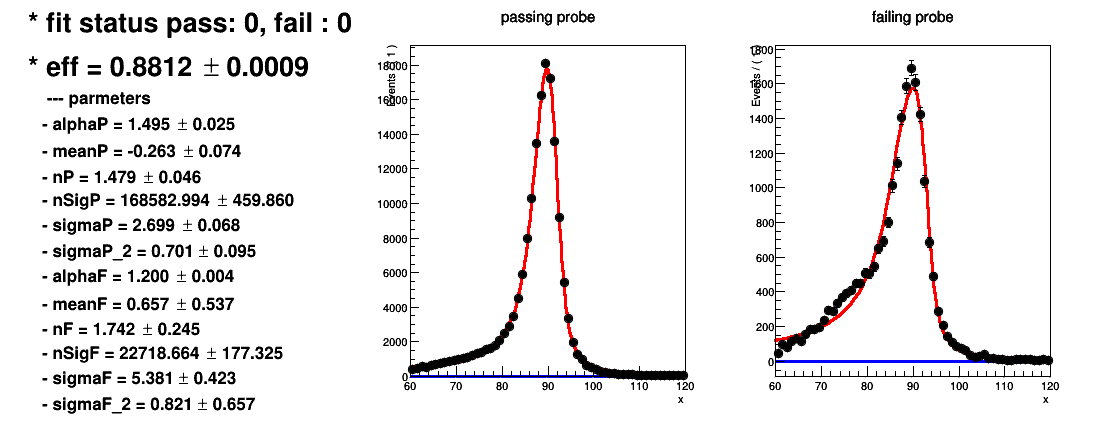 * fit status pass: 0, fail : 0
* eff = 0.8812 ± 0.0009
--- parmeters
- alphaP = 1.495 ± 0.025
- meanP = -0.263 ± 0.074
- nP = 1.479 ± 0.046
- nSigP = 168582.994 ± 459.860
- sigmaP = 2.699 ± 0.068
- sigmaP_2 = 0.701 ± 0.095
- alphaF = 1.200 ± 0.004
- meanF = 0.657 ± 0.537
- nF = 1.742 ± 0.245
- nSigF = 22718.664 ± 177.325
- sigmaF = 5.381 ± 0.423
- sigmaF_2 = 0.821 ± 0.657
passing probe
Events / ( 1 )
18000
16000
14000
12000
10000
8000
6000
4000
2000
0
60 70 80 90 100 110 120
x
failing probe
Events / (
1800
1600
1400
1200
1000
800
600
400
200
0
60 70 80 90 100 110 120
x